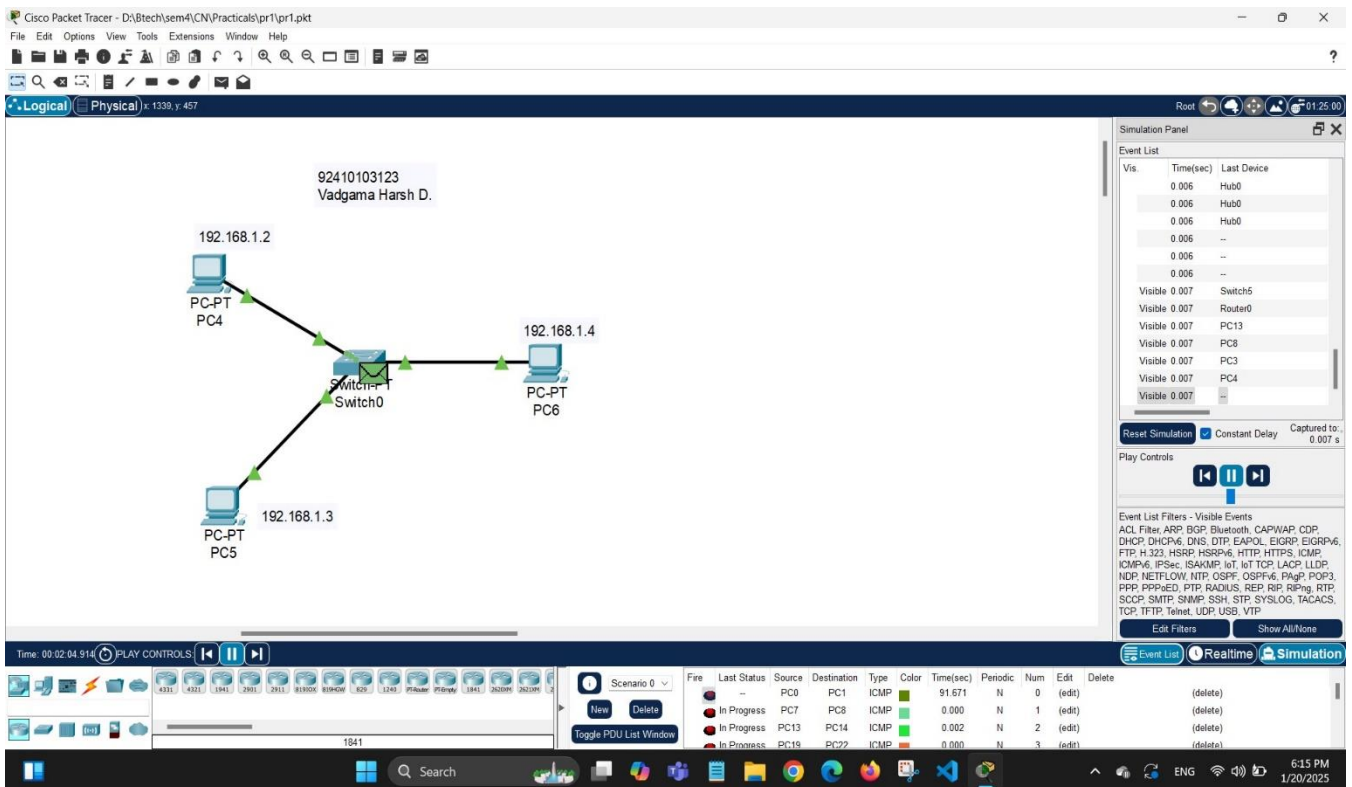 Cisco Packet Tracer - D:\Btech\sem4\CN\Practicals\pr1\pr1.pkt
File Edit Options View Tools Extensions Window Help
?
Logical Physical x: 1339, y: 457
Root 01:25:00
92410103123
Vadgama Harsh D.
192.168.1.2
PC-PT
PC4
192.168.1.4
PC-PT
PC6
Switch-PT
Switch0
192.168.1.3
PC-PT
PC5
Simulation Panel
Event List
Vis. Time(sec) Last Device
0.006 Hub0
0.006 Hub0
0.006 Hub0
0.006 --
0.006 --
0.006 --
Visible 0.007 Switch5
Visible 0.007 Router0
Visible 0.007 PC13
Visible 0.007 PC8
Visible 0.007 PC3
Visible 0.007 PC4
Visible 0.007 --
Reset Simulation Constant Delay Captured to:
0.007 s
Play Controls
Event List Filters - Visible Events
ACL Filter, ARP, BGP, Bluetooth, CAPWAP, CDP,
DHCP, DHCPv6, DNS, DTP, EAPOL, EIGRP, EIGRPv6,
FTP, H.323, HSRP, HSRPv6, HTTP, HTTPS, ICMP,
ICMPv6, IPSec, ISAKMP, IoT, IoT TCP, LACP, LLDP,
NDP, NETFLOW, NTP, OSPF, OSPFv6, PAgP, POP3,
PPP, PPPoED, PTP, RADIUS, REP, RIP, RIPng, RTP,
SCCP, SMTP, SNMP, SSH, STP, SYSLOG, TACACS,
TCP, TFTP, Telnet, UDP, USB, VTP
Edit Filters Show All/None
Time: 00:02:04.914 PLAY CONTROLS:
Event List Realtime Simulation
4331 4321 1941 2901 2911 819IOX 819HGW 829 1240 PT-Router PT-Empty 1841 2620XM 2621XM
1841
Scenario 0
New Delete
Toggle PDU List Window
Fire Last Status Source Destination Type Color Time(sec) Periodic Num Edit Delete
-- PC0 PC1 ICMP 91.671 N 0 (edit) (delete)
In Progress PC7 PC8 ICMP 0.000 N 1 (edit) (delete)
In Progress PC13 PC14 ICMP 0.002 N 2 (edit) (delete)
In Progress PC19 PC22 ICMP 0.000 N 3 (edit) (delete)
Search
ENG
6:15 PM
1/20/2025